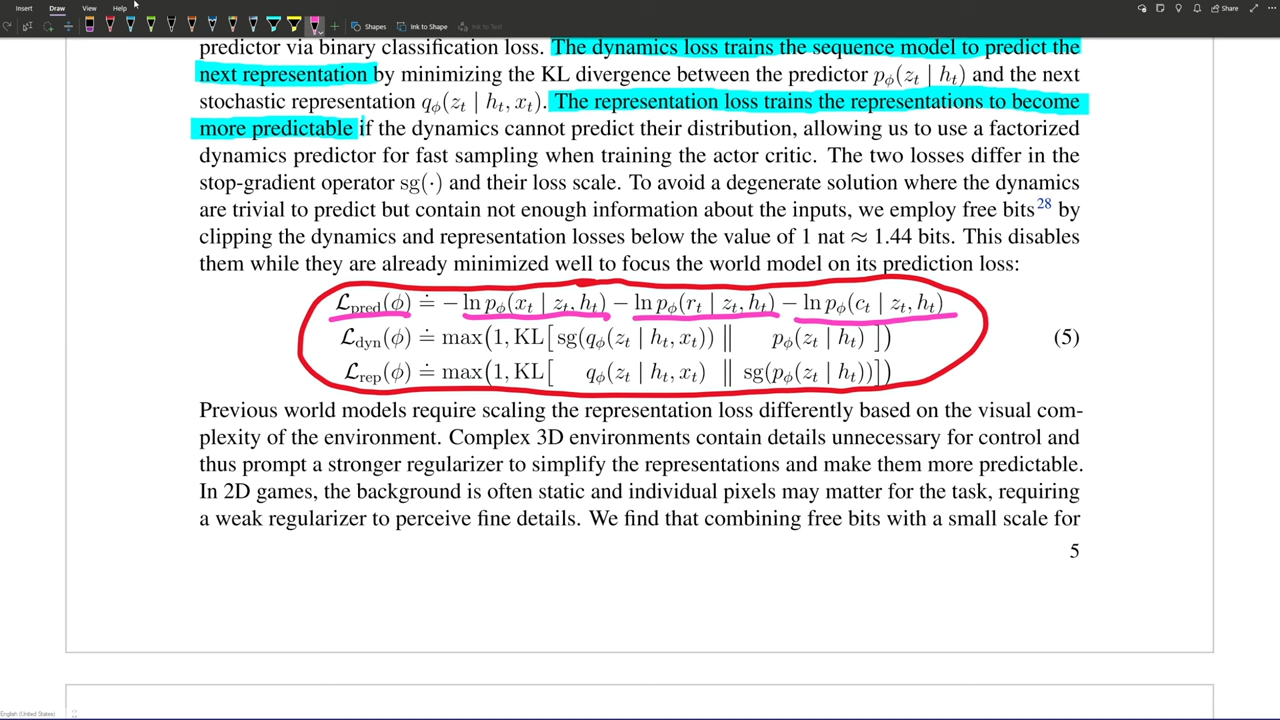 Insert Draw View Help
Share
Shapes Ink to Shape Ink to Text
predictor via binary classification loss. The dynamics loss trains the sequence model to predict the
next representation by minimizing the KL divergence between the predictor pϕ(zt | ht) and the next
stochastic representation qϕ(zt | ht, xt). The representation loss trains the representations to become
more predictable if the dynamics cannot predict their distribution, allowing us to use a factorized
dynamics predictor for fast sampling when training the actor critic. The two losses differ in the
stop-gradient operator sg(·) and their loss scale. To avoid a degenerate solution where the dynamics
are trivial to predict but contain not enough information about the inputs, we employ free bits28 by
clipping the dynamics and representation losses below the value of 1 nat ≈ 1.44 bits. This disables
them while they are already minimized well to focus the world model on its prediction loss:
ℒpred(ϕ) ≐ − ln pϕ(xt | zt, ht) − ln pϕ(rt | zt, ht) − ln pϕ(ct | zt, ht)
ℒdyn(ϕ) ≐ max(1, KL[ sg(qϕ(zt | ht, xt)) ‖ pϕ(zt | ht) ])
(5)
ℒrep(ϕ) ≐ max(1, KL[ qϕ(zt | ht, xt) ‖ sg(pϕ(zt | ht))])
Previous world models require scaling the representation loss differently based on the visual com-
plexity of the environment. Complex 3D environments contain details unnecessary for control and
thus prompt a stronger regularizer to simplify the representations and make them more predictable.
In 2D games, the background is often static and individual pixels may matter for the task, requiring
a weak regularizer to perceive fine details. We find that combining free bits with a small scale for
5
English (United States)